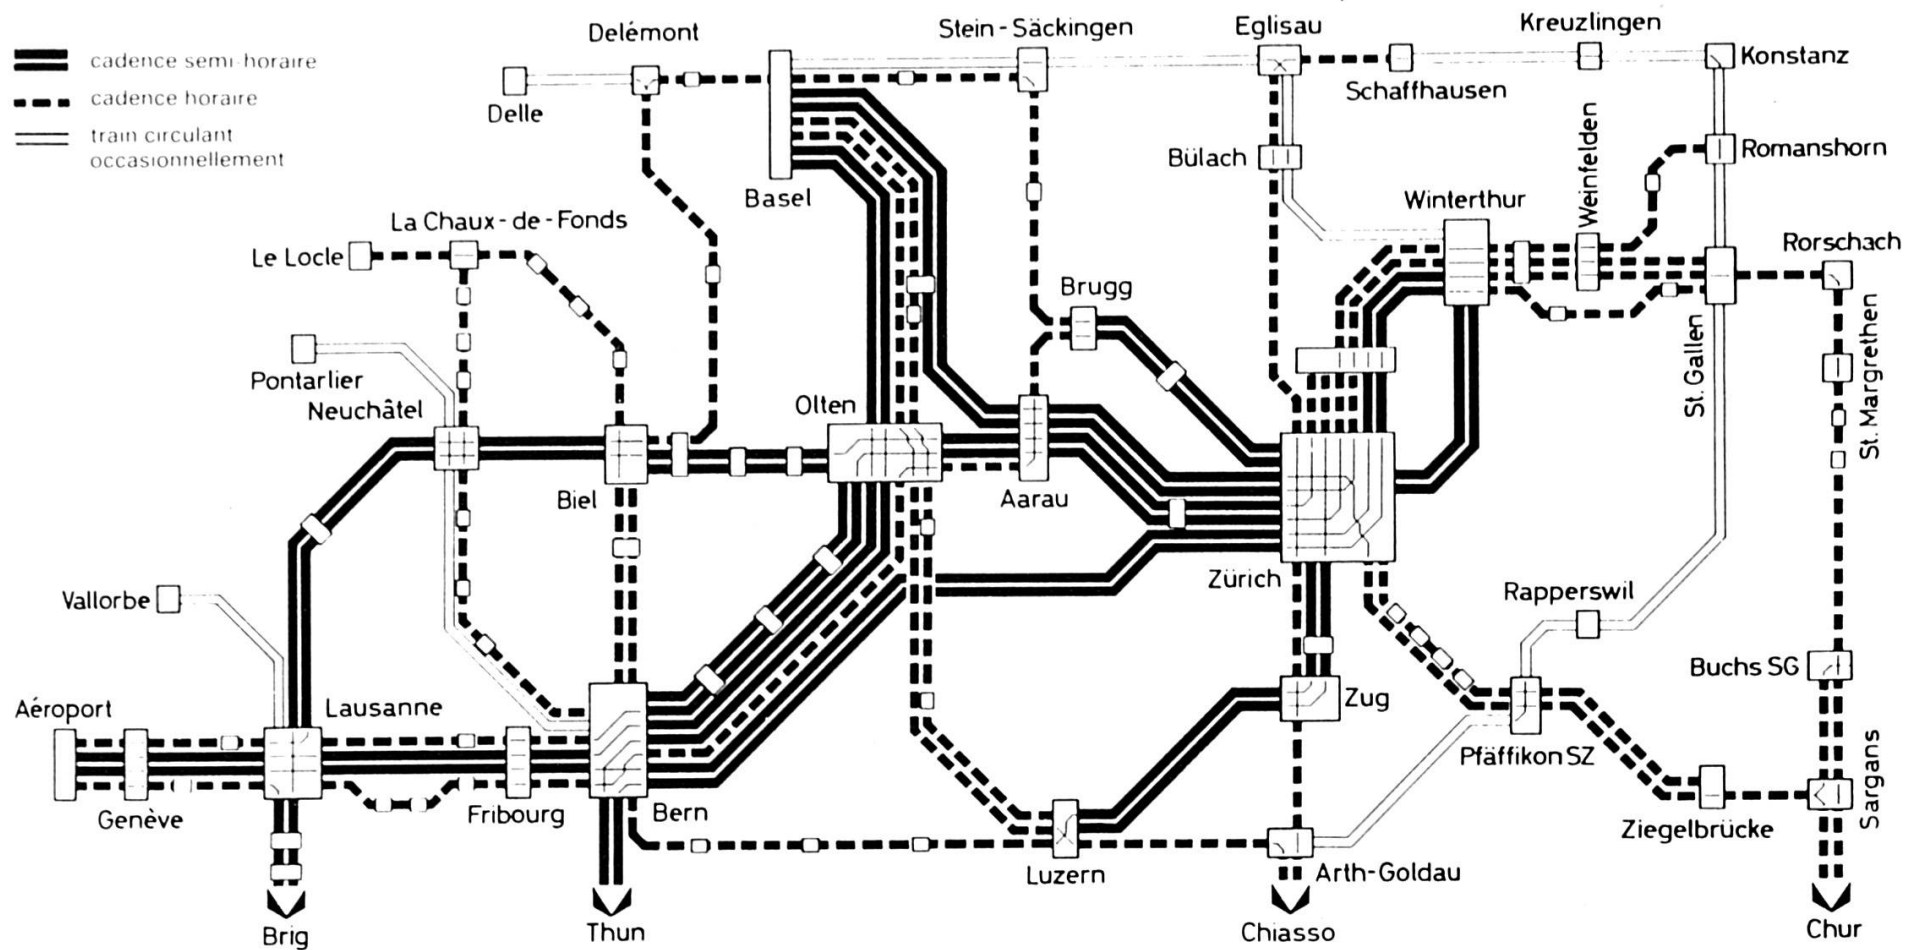 cadence semi-horaire
cadence horaire
train circulant
occasionnellement
Delémont
Stein-Säckingen
Eglisau
Kreuzlingen
Konstanz
Delle
Schaffhausen
Basel
Bülach
Weinfelden
Romanshorn
La Chaux-de-Fonds
Winterthur
Le Locle
Rorschach
Brugg
Pontarlier
Neuchâtel
Olten
St. Gallen
St. Margrethen
Biel
Aarau
Zürich
Vallorbe
Rapperswil
Buchs SG
Aéroport
Lausanne
Zug
Pfäffikon SZ
Sargans
Genève
Fribourg
Bern
Ziegelbrücke
Luzern
Arth-Goldau
Brig
Thun
Chiasso
Chur